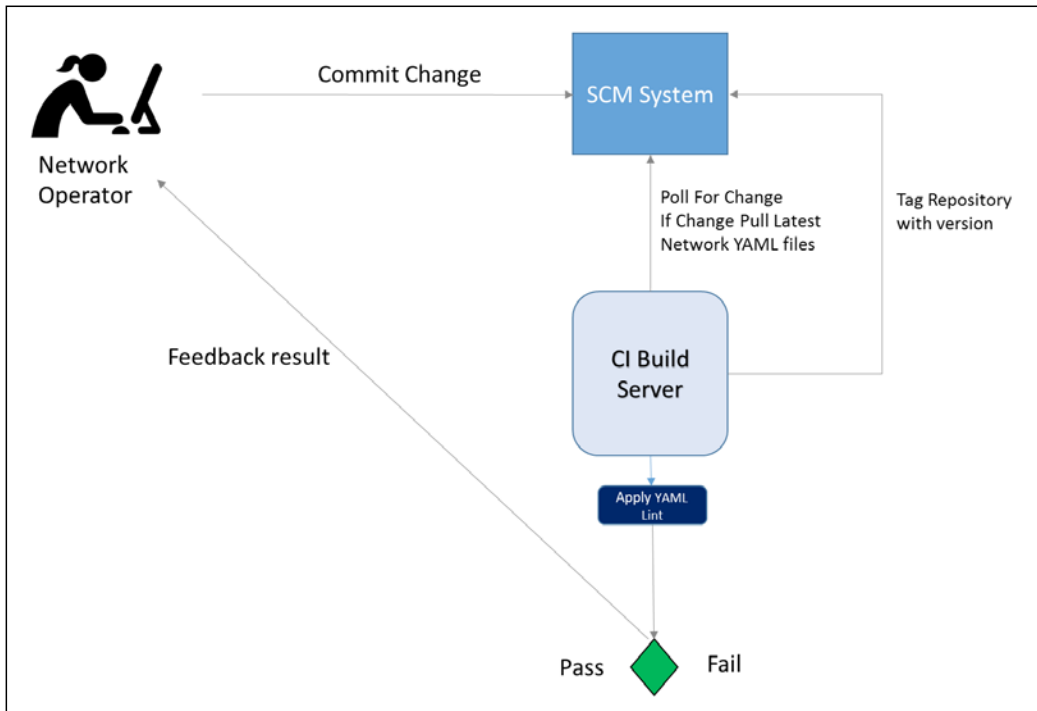 Commit Change
SCM System
Network
Operator
Poll For Change
If Change Pull Latest
Network YAML files
Tag Repository
with version
Feedback result
CI Build
Server
Apply YAML
Lint
Pass
Fail